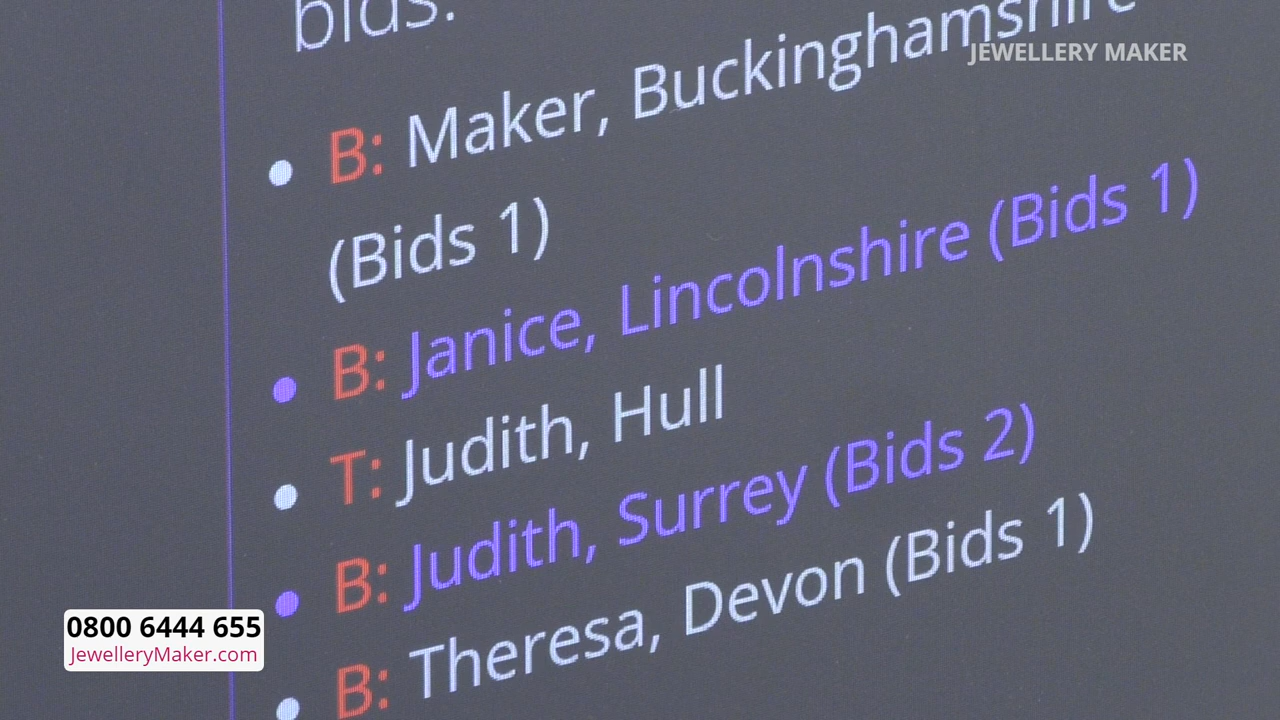 bids.
JEWELLERY MAKER
B: Maker, Buckinghamshire
(Bids 1)
B: Janice, Lincolnshire (Bids 1)
T: Judith, Hull
B: Judith, Surrey (Bids 2)
B: Theresa, Devon (Bids 1)
0800 6444 655
JewelleryMaker.com